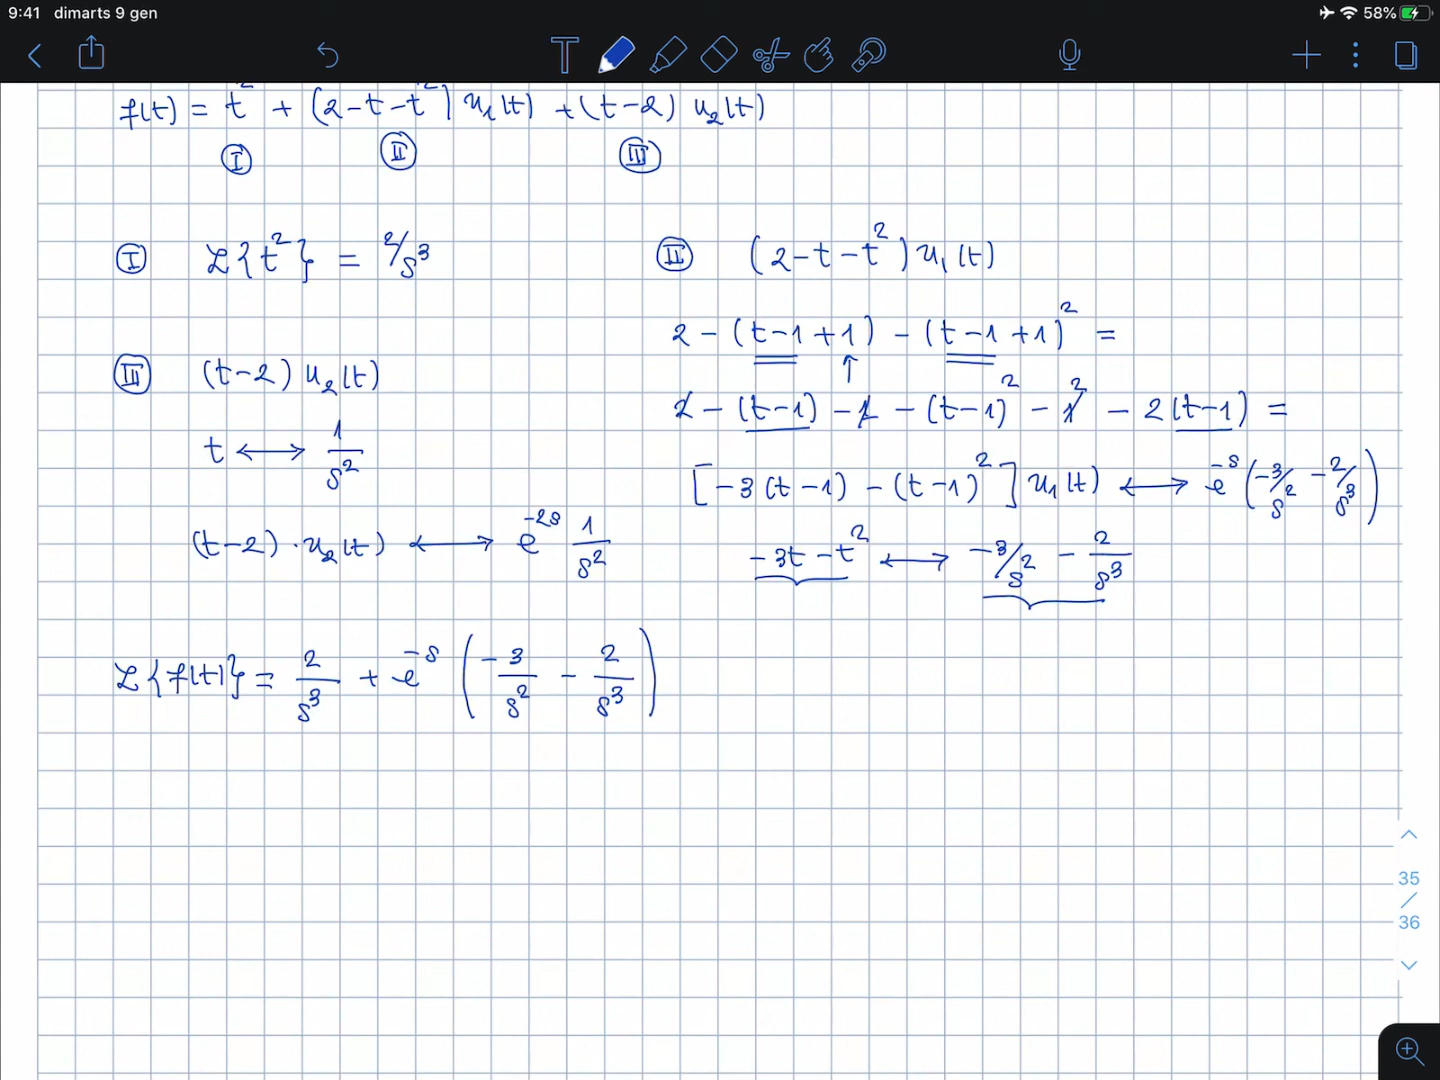 9:41 dimarts 9 gen 58%
f(t) = t² + (2-t-t²) u₁(t) + (t-2) u₂(t)
I II III
I ℒ{t²} = 2/s³
III (t-2) u₂(t)
t ⟷ 1/s²
(t-2) · u₂(t) ⟷ e^{-2s} 1/s²
II (2-t-t²) u₁(t)
2 - (t-1+1) - (t-1+1)² =
↑
2 - (t-1) - 1 - (t-1)² - 1² - 2(t-1) =
[-3(t-1) - (t-1)²] u₁(t) ⟷ e^{-s} (-3/s² - 2/s³)
-3t - t² ⟷ -3/s² - 2/s³
ℒ{f(t)} = 2/s³ + e^{-s} (-3/s² - 2/s³)
35
/
36